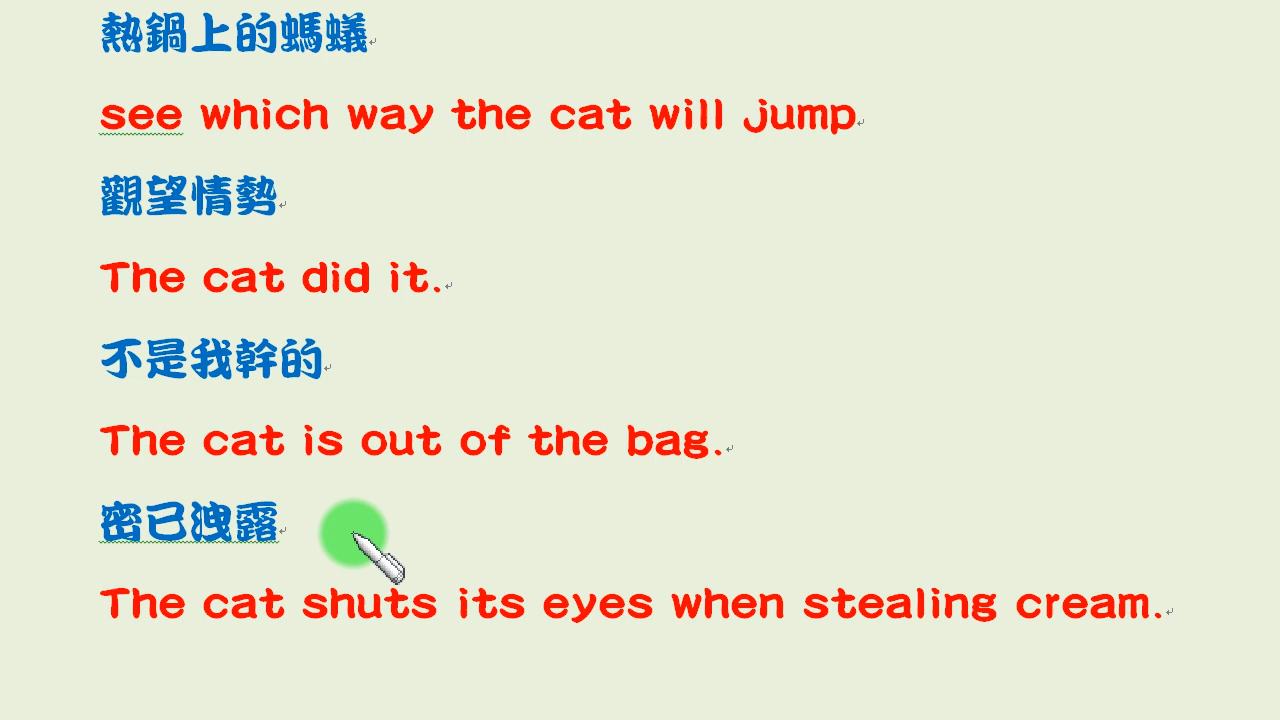 熱鍋上的螞蟻
see which way the cat will jump
觀望情勢
The cat did it.
不是我幹的
The cat is out of the bag.
密已洩露
The cat shuts its eyes when stealing cream.